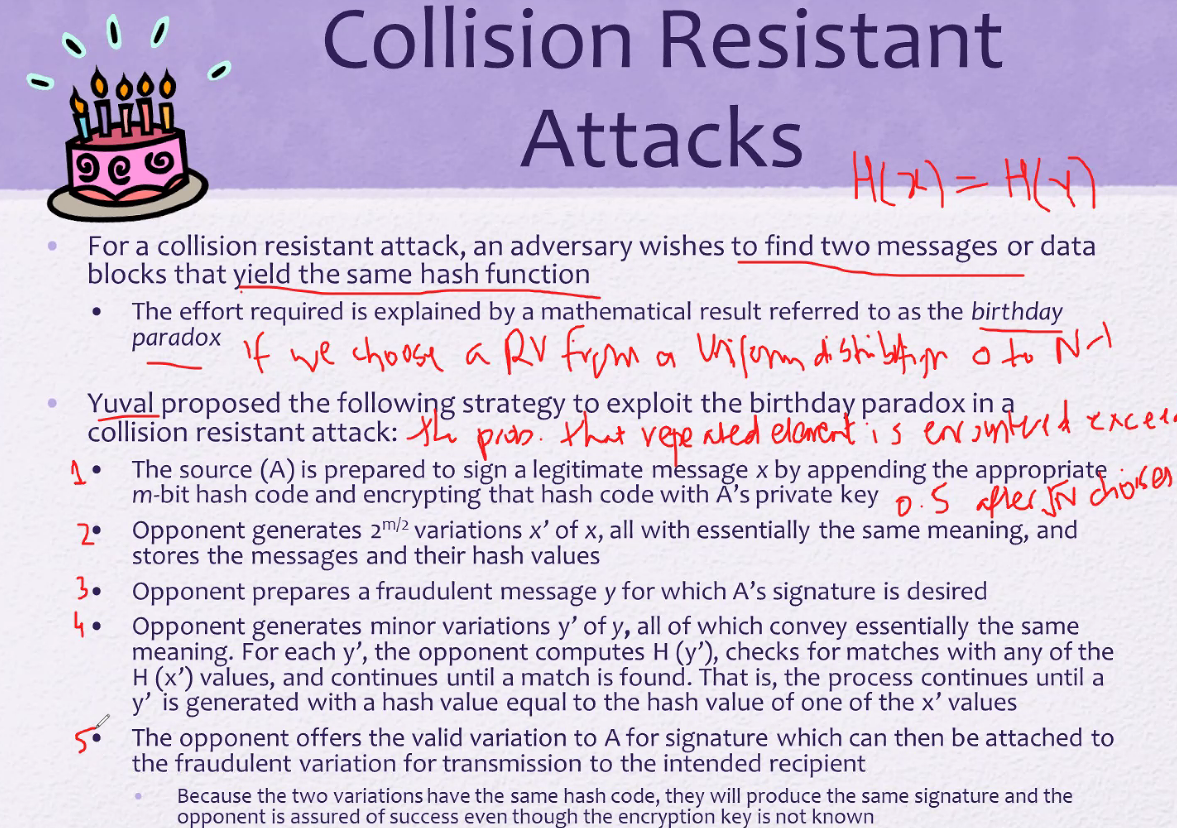 Collision Resistant
Attacks
H(x) = H(y)
• For a collision resistant attack, an adversary wishes to find two messages or data
blocks that yield the same hash function
• The effort required is explained by a mathematical result referred to as the birthday
paradox
if we choose a RV from a Uniform distribution 0 to N-1
• Yuval proposed the following strategy to exploit the birthday paradox in a
collision resistant attack:
the prob. that repeated element is encountered excee
1 • The source (A) is prepared to sign a legitimate message x by appending the appropriate
m-bit hash code and encrypting that hash code with A’s private key
0.5 after √N choises
2 • Opponent generates 2^m/2 variations x’ of x, all with essentially the same meaning, and
stores the messages and their hash values
3 • Opponent prepares a fraudulent message y for which A’s signature is desired
4 • Opponent generates minor variations y’ of y, all of which convey essentially the same
meaning. For each y’, the opponent computes H (y’), checks for matches with any of the
H (x’) values, and continues until a match is found. That is, the process continues until a
y’ is generated with a hash value equal to the hash value of one of the x’ values
5 • The opponent offers the valid variation to A for signature which can then be attached to
the fraudulent variation for transmission to the intended recipient
• Because the two variations have the same hash code, they will produce the same signature and the
opponent is assured of success even though the encryption key is not known